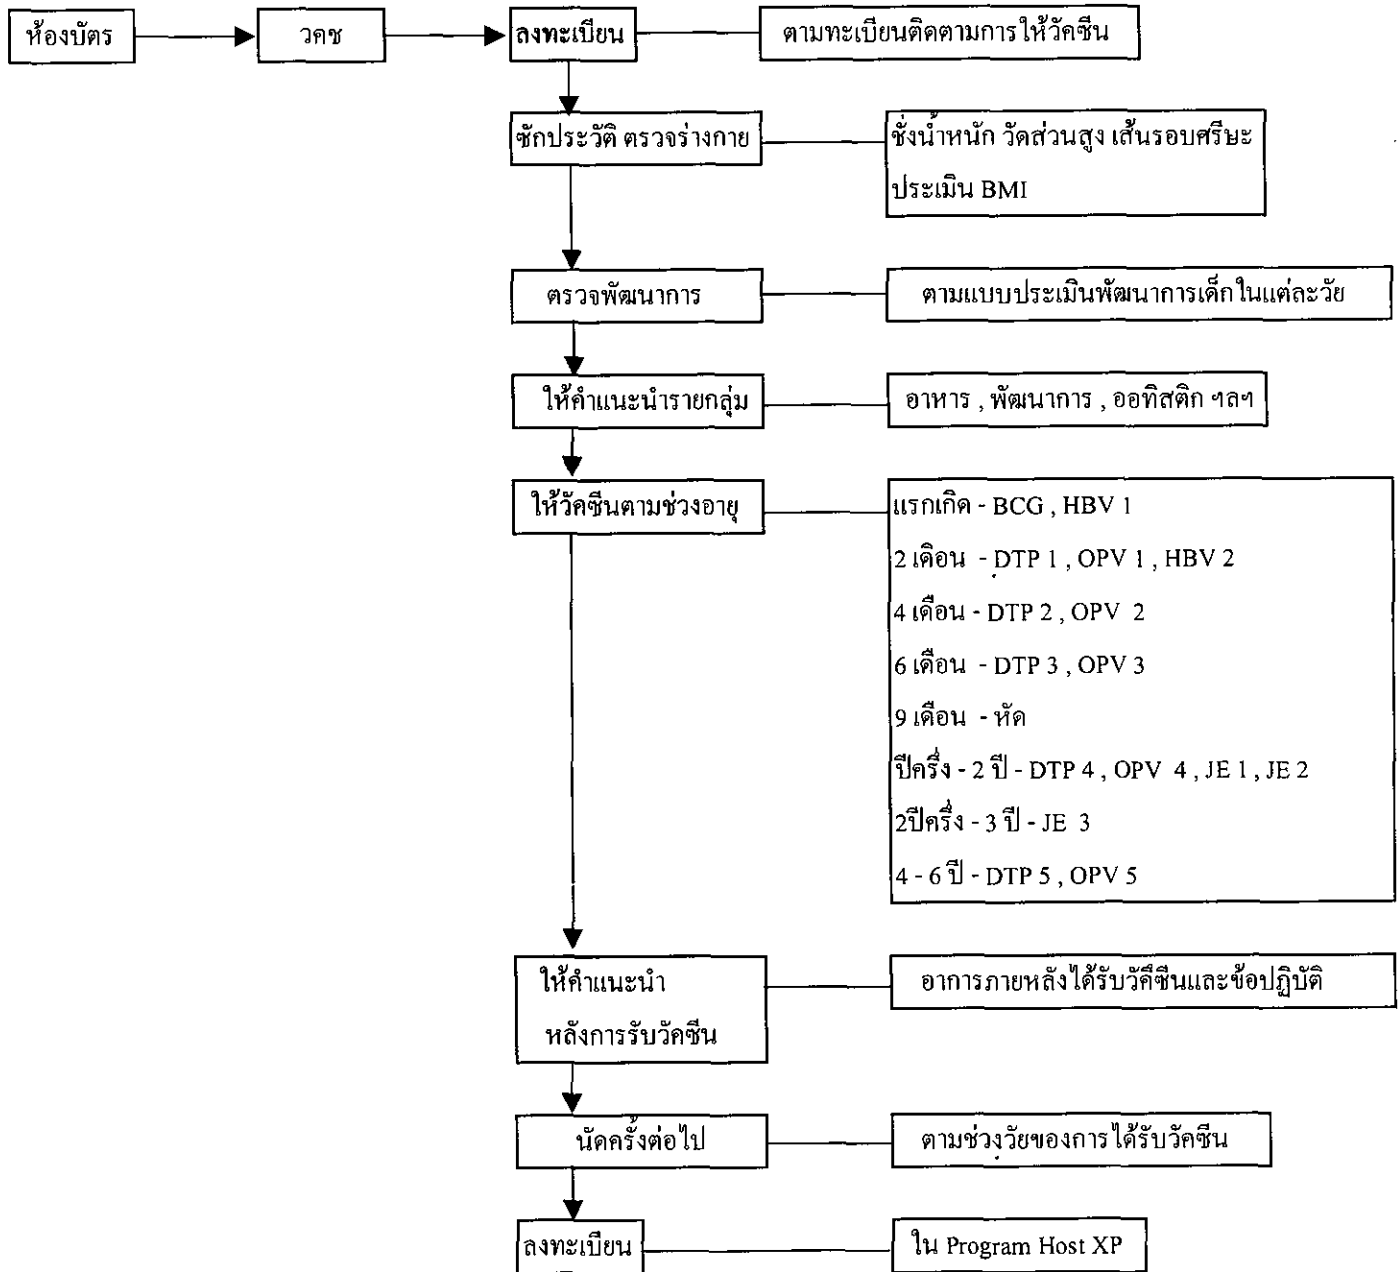 ห้องบัตร
วคช
ลงทะเบียน
ตามทะเบียนติดตามการให้วัคซีน
ซักประวัติ ตรวจร่างกาย
ชั่งน้ำหนัก วัดส่วนสูง เส้นรอบศรีษะ
ประเมิน BMI
ตรวจพัฒนาการ
ตามแบบประเมินพัฒนาการเด็กในแต่ละวัย
ให้คำแนะนำรายกลุ่ม
อาหาร , พัฒนาการ , ออทิสติก ฯลฯ
ให้วัคซีนตามช่วงอายุ
แรกเกิด - BCG , HBV 1
2 เดือน - DTP 1 , OPV 1 , HBV 2
4 เดือน - DTP 2 , OPV 2
6 เดือน - DTP 3 , OPV 3
9 เดือน - หัด
ปีครึ่ง - 2 ปี - DTP 4 , OPV 4 , JE 1 , JE 2
2ปีครึ่ง - 3 ปี - JE 3
4 - 6 ปี - DTP 5 , OPV 5
ให้คำแนะนำ
หลังการรับวัคซีน
อาการภายหลังได้รับวัคซีนและข้อปฏิบัติ
นัดครั้งต่อไป
ตามช่วงวัยของการได้รับวัคซีน
ลงทะเบียน
ใน Program Host XP